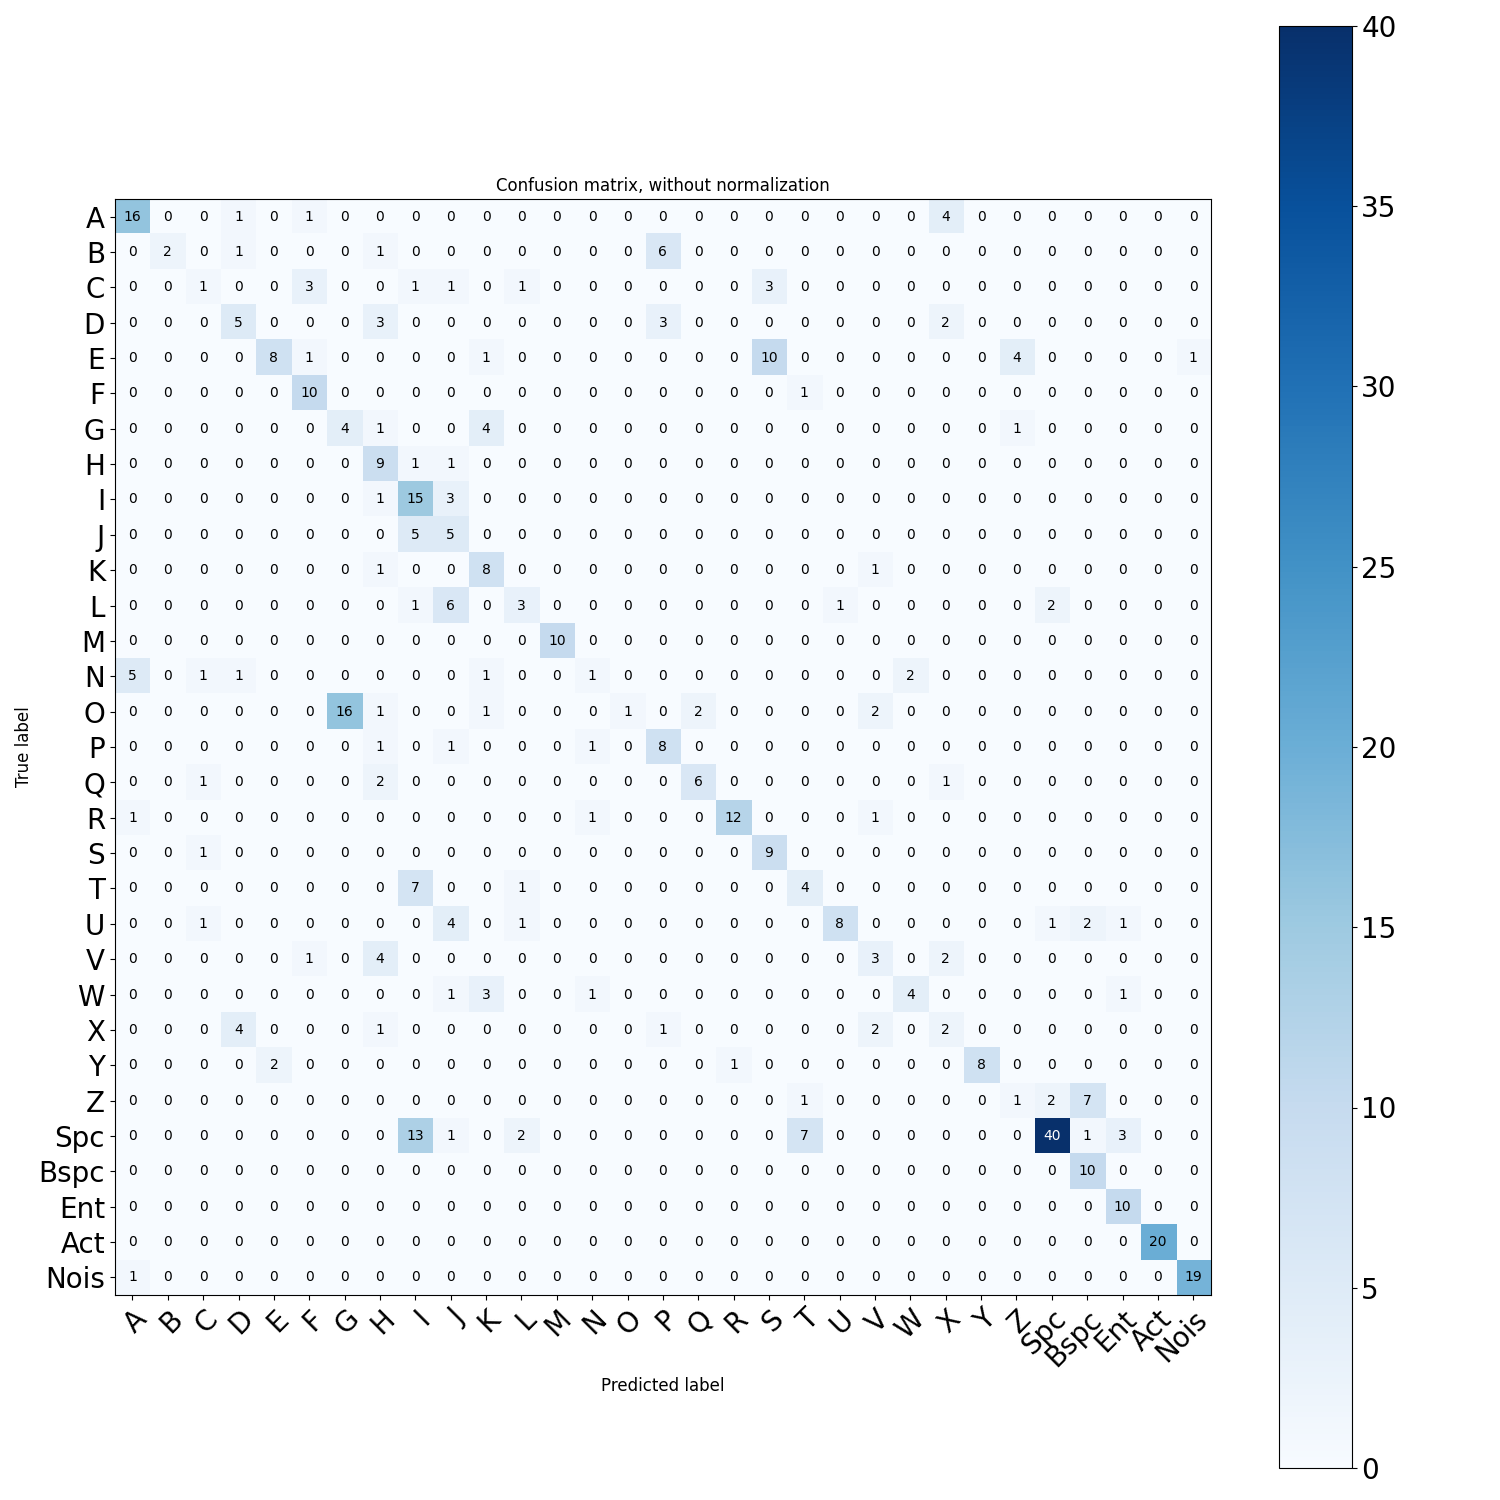 Confusion matrix, without normalization
A 16 0 0 1 0 1 0 0 0 0 0 0 0 0 0 0 0 0 0 0 0 0 0 4 0 0 0 0 0 0 0
B 0 2 0 1 0 0 0 1 0 0 0 0 0 0 0 6 0 0 0 0 0 0 0 0 0 0 0 0 0 0 0
C 0 0 1 0 0 3 0 0 1 1 0 1 0 0 0 0 0 0 3 0 0 0 0 0 0 0 0 0 0 0 0
D 0 0 0 5 0 0 0 3 0 0 0 0 0 0 0 3 0 0 0 0 0 0 0 2 0 0 0 0 0 0 0
E 0 0 0 0 8 1 0 0 0 0 1 0 0 0 0 0 0 0 10 0 0 0 0 0 0 4 0 0 0 0 1
F 0 0 0 0 0 10 0 0 0 0 0 0 0 0 0 0 0 0 0 1 0 0 0 0 0 0 0 0 0 0 0
G 0 0 0 0 0 0 4 1 0 0 4 0 0 0 0 0 0 0 0 0 0 0 0 0 0 1 0 0 0 0 0
H 0 0 0 0 0 0 0 9 1 1 0 0 0 0 0 0 0 0 0 0 0 0 0 0 0 0 0 0 0 0 0
I 0 0 0 0 0 0 0 1 15 3 0 0 0 0 0 0 0 0 0 0 0 0 0 0 0 0 0 0 0 0 0
J 0 0 0 0 0 0 0 0 5 5 0 0 0 0 0 0 0 0 0 0 0 0 0 0 0 0 0 0 0 0 0
K 0 0 0 0 0 0 0 1 0 0 8 0 0 0 0 0 0 0 0 0 0 1 0 0 0 0 0 0 0 0 0
L 0 0 0 0 0 0 0 0 1 6 0 3 0 0 0 0 0 0 0 0 1 0 0 0 0 0 2 0 0 0 0
M 0 0 0 0 0 0 0 0 0 0 0 0 10 0 0 0 0 0 0 0 0 0 0 0 0 0 0 0 0 0 0
N 5 0 1 1 0 0 0 0 0 0 1 0 0 1 0 0 0 0 0 0 0 0 2 0 0 0 0 0 0 0 0
O 0 0 0 0 0 0 16 1 0 0 1 0 0 0 1 0 2 0 0 0 0 2 0 0 0 0 0 0 0 0 0
P 0 0 0 0 0 0 0 1 0 1 0 0 0 1 0 8 0 0 0 0 0 0 0 0 0 0 0 0 0 0 0
Q 0 0 1 0 0 0 0 2 0 0 0 0 0 0 0 0 6 0 0 0 0 0 0 1 0 0 0 0 0 0 0
R 1 0 0 0 0 0 0 0 0 0 0 0 0 1 0 0 0 12 0 0 0 1 0 0 0 0 0 0 0 0 0
S 0 0 1 0 0 0 0 0 0 0 0 0 0 0 0 0 0 0 9 0 0 0 0 0 0 0 0 0 0 0 0
T 0 0 0 0 0 0 0 0 7 0 0 1 0 0 0 0 0 0 0 4 0 0 0 0 0 0 0 0 0 0 0
U 0 0 1 0 0 0 0 0 0 4 0 1 0 0 0 0 0 0 0 0 8 0 0 0 0 0 1 2 1 0 0
V 0 0 0 0 0 1 0 4 0 0 0 0 0 0 0 0 0 0 0 0 0 3 0 2 0 0 0 0 0 0 0
W 0 0 0 0 0 0 0 0 0 1 3 0 0 1 0 0 0 0 0 0 0 0 4 0 0 0 0 0 1 0 0
X 0 0 0 4 0 0 0 1 0 0 0 0 0 0 0 1 0 0 0 0 0 2 0 2 0 0 0 0 0 0 0
Y 0 0 0 0 2 0 0 0 0 0 0 0 0 0 0 0 0 1 0 0 0 0 0 0 8 0 0 0 0 0 0
Z 0 0 0 0 0 0 0 0 0 0 0 0 0 0 0 0 0 0 0 1 0 0 0 0 0 1 2 7 0 0 0
Spc 0 0 0 0 0 0 0 0 13 1 0 2 0 0 0 0 0 0 0 7 0 0 0 0 0 0 40 1 3 0 0
Bspc 0 0 0 0 0 0 0 0 0 0 0 0 0 0 0 0 0 0 0 0 0 0 0 0 0 0 0 10 0 0 0
Ent 0 0 0 0 0 0 0 0 0 0 0 0 0 0 0 0 0 0 0 0 0 0 0 0 0 0 0 0 10 0 0
Act 0 0 0 0 0 0 0 0 0 0 0 0 0 0 0 0 0 0 0 0 0 0 0 0 0 0 0 0 0 20 0
Nois 1 0 0 0 0 0 0 0 0 0 0 0 0 0 0 0 0 0 0 0 0 0 0 0 0 0 0 0 0 0 19
A B C D E F G H I J K L M N O P Q R S T U V W X Y Z Spc Bspc Ent Act Nois
Predicted label
True label
40
35
30
25
20
15
10
5
0